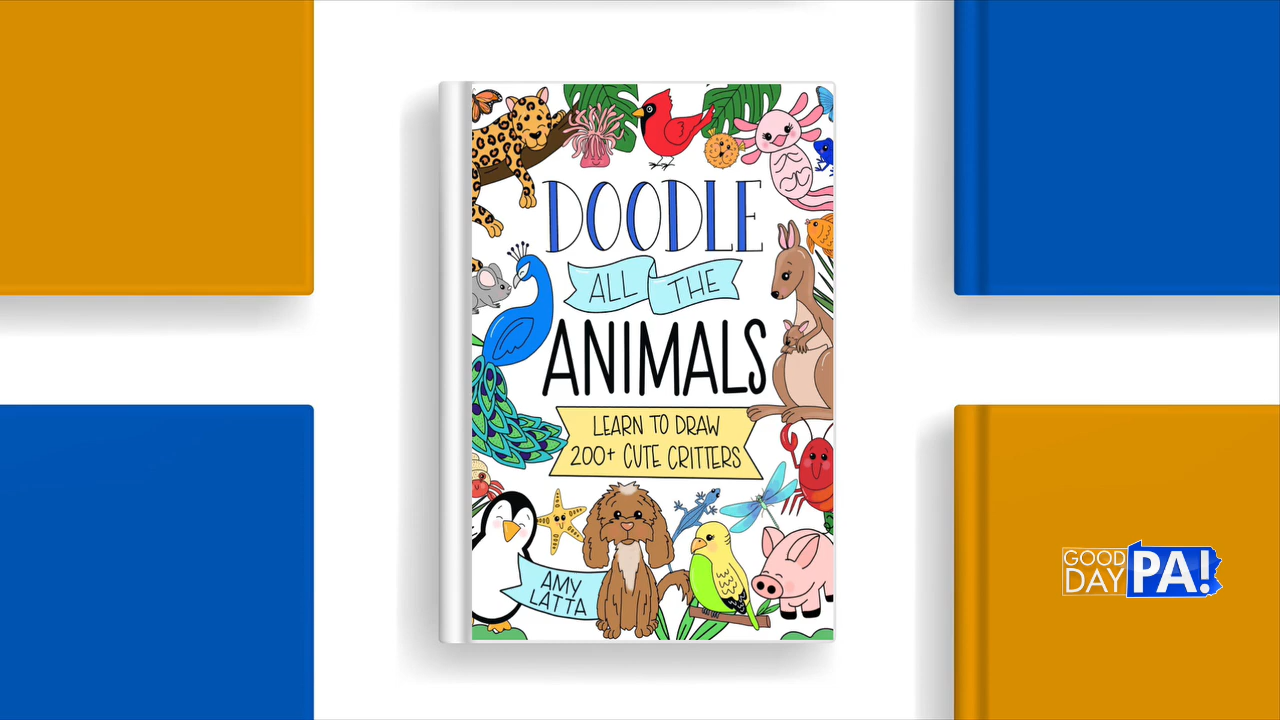 DOODLE
ALL THE
ANIMALS
LEARN TO DRAW
200+ CUTE CRITTERS
AMY
LATTA
GOOD
DAY
PA!